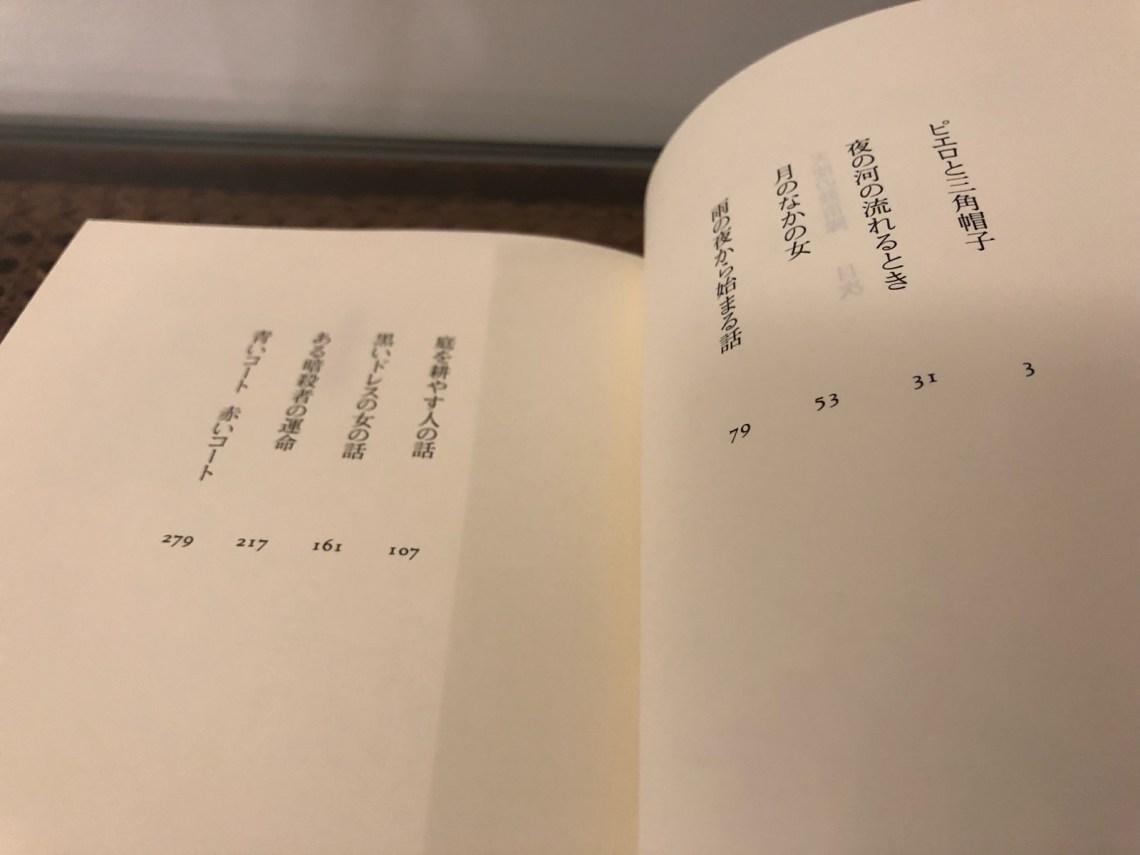 ピエロと三角帽子 3
夜の河の流れるとき 31
月のなかの女 53
雨の夜から始まる話 79
庭を耕やす人の話 107
黒いドレスの女の話 161
ある暗殺者の運命 217
青いコート 赤いコート 279
目次